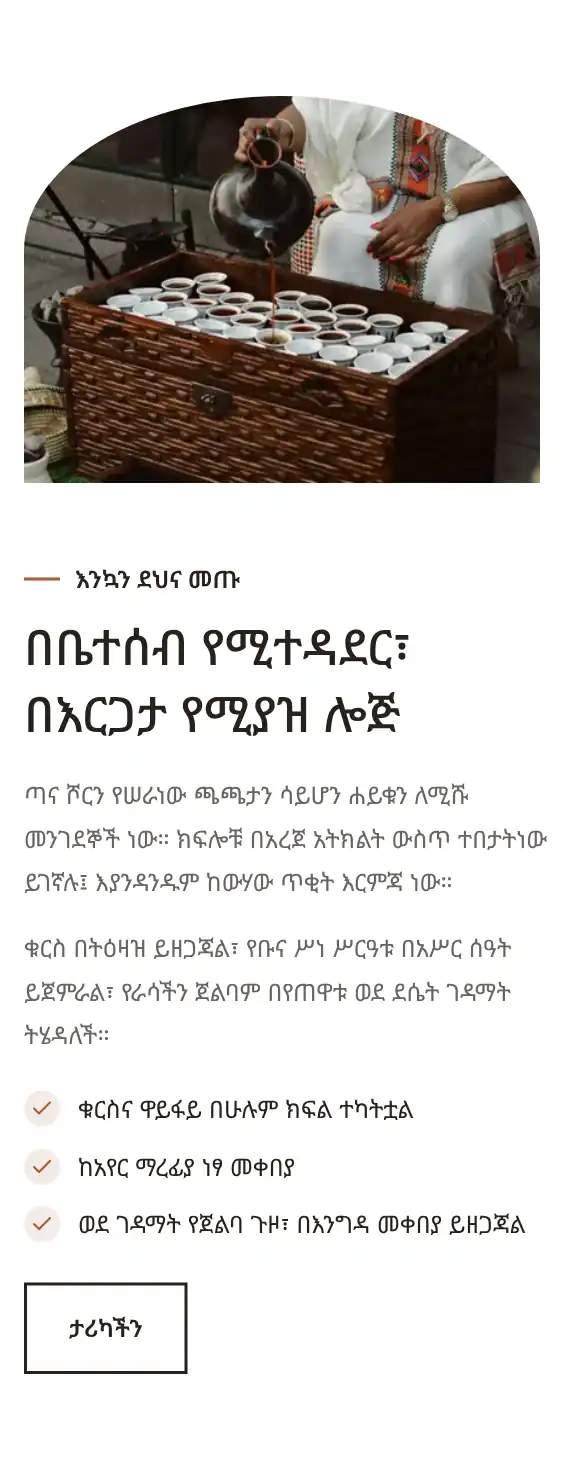 እንኳን ደህና መጡ
በቤተሰብ የሚተዳደር፣
በእርጋታ የሚያዝ ሎጅ
ጣና ሾርን የሠራነው ጫጫታን ሳይሆን ሐይቁን ለሚሹ
መንገደኞች ነው። ክፍሎቹ በአረጀ አትክልት ውስጥ ተበታትነው
ይገኛሉ፤ እያንዳንዱም ከውሃው ጥቂት እርምጃ ነው።
ቁርስ በትዕዛዝ ይዘጋጃል፣ የቡና ሥነ ሥርዓቱ በአሥር ሰዓት
ይጀምራል፣ የራሳችን ጀልባም በየጠዋቱ ወደ ደሴት ገዳማት
ትሄዳለች።
ቁርስና ዋይፋይ በሁሉም ክፍል ተካትቷል
ከአየር ማረፊያ ነፃ መቀበያ
ወደ ገዳማት የጀልባ ጉዞ፣ በእንግዳ መቀበያ ይዘጋጃል
ታሪካችን